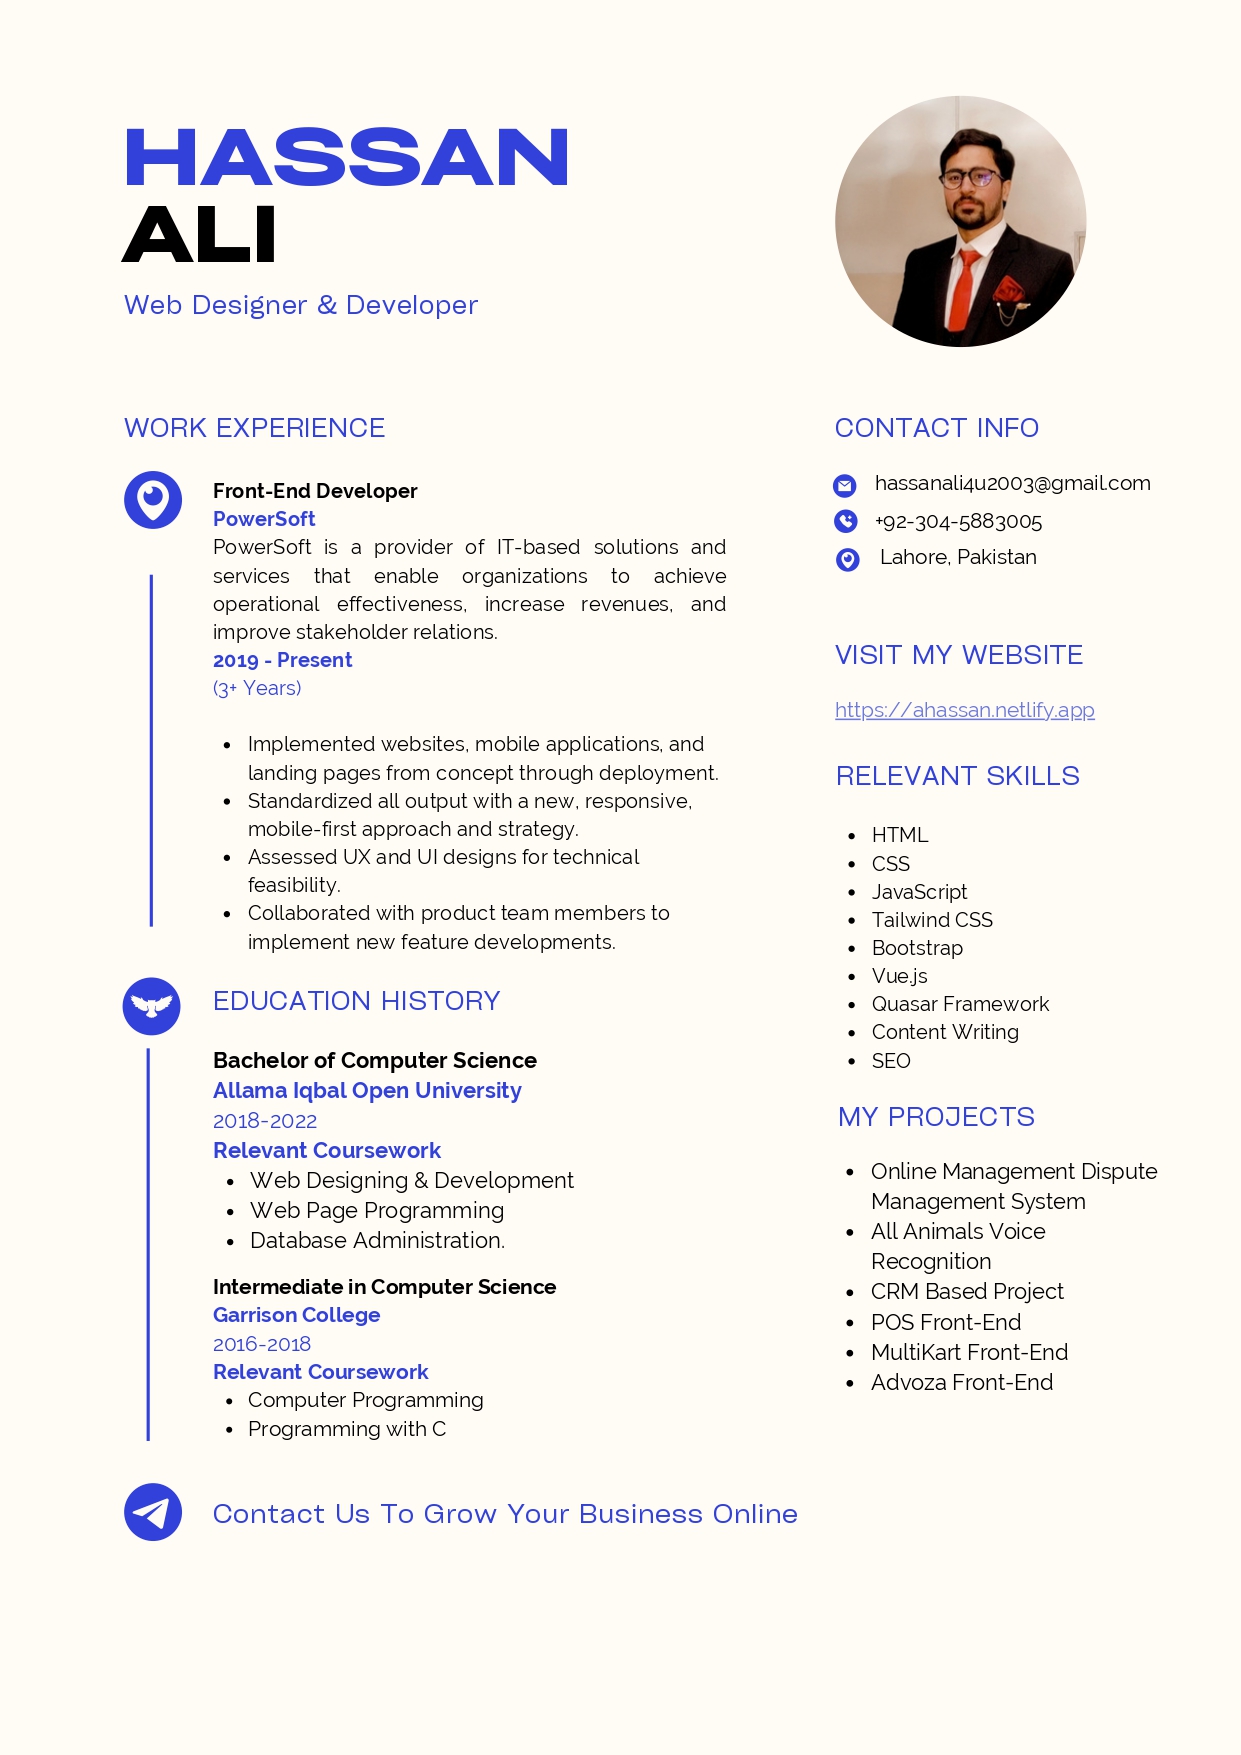 HASSAN
ALI
Web Designer & Developer
WORK EXPERIENCE
Front-End Developer
PowerSoft
PowerSoft is a provider of IT-based solutions and
services that enable organizations to achieve
operational effectiveness, increase revenues, and
improve stakeholder relations.
2019 - Present
(3+ Years)
• Implemented websites, mobile applications, and
landing pages from concept through deployment.
• Standardized all output with a new, responsive,
mobile-first approach and strategy.
• Assessed UX and UI designs for technical
feasibility.
• Collaborated with product team members to
implement new feature developments.
EDUCATION HISTORY
Bachelor of Computer Science
Allama Iqbal Open University
2018-2022
Relevant Coursework
• Web Designing & Development
• Web Page Programming
• Database Administration.
Intermediate in Computer Science
Garrison College
2016-2018
Relevant Coursework
• Computer Programming
• Programming with C
Contact Us To Grow Your Business Online
CONTACT INFO
hassanali4u2003@gmail.com
+92-304-5883005
Lahore, Pakistan
VISIT MY WEBSITE
https://ahassan.netlify.app
RELEVANT SKILLS
• HTML
• CSS
• JavaScript
• Tailwind CSS
• Bootstrap
• Vue.js
• Quasar Framework
• Content Writing
• SEO
MY PROJECTS
• Online Management Dispute
Management System
• All Animals Voice
Recognition
• CRM Based Project
• POS Front-End
• MultiKart Front-End
• Advoza Front-End